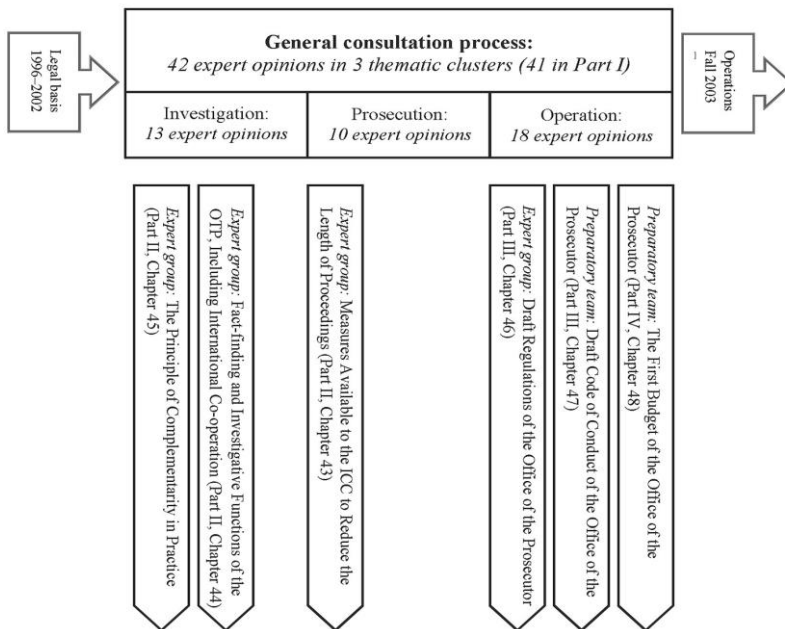 Legal basis
1996–2002
General consultation process:
42 expert opinions in 3 thematic clusters (41 in Part I)
Operations
Fall 2003
–
Investigation:
13 expert opinions
Prosecution:
10 expert opinions
Operation:
18 expert opinions
Expert group: The Principle of Complementarity in Practice
(Part II, Chapter 45)
Expert group: Fact-finding and Investigative Functions of the
OTP, Including International Co-operation (Part II, Chapter 44)
Expert group: Measures Available to the ICC to Reduce the
Length of Proceedings (Part II, Chapter 43)
Expert group: Draft Regulations of the Office of the Prosecutor
(Part III, Chapter 46)
Preparatory team: Draft Code of Conduct of the Office of the
Prosecutor (Part III, Chapter 47)
Preparatory team: The First Budget of the Office of the
Prosecutor (Part IV, Chapter 48)